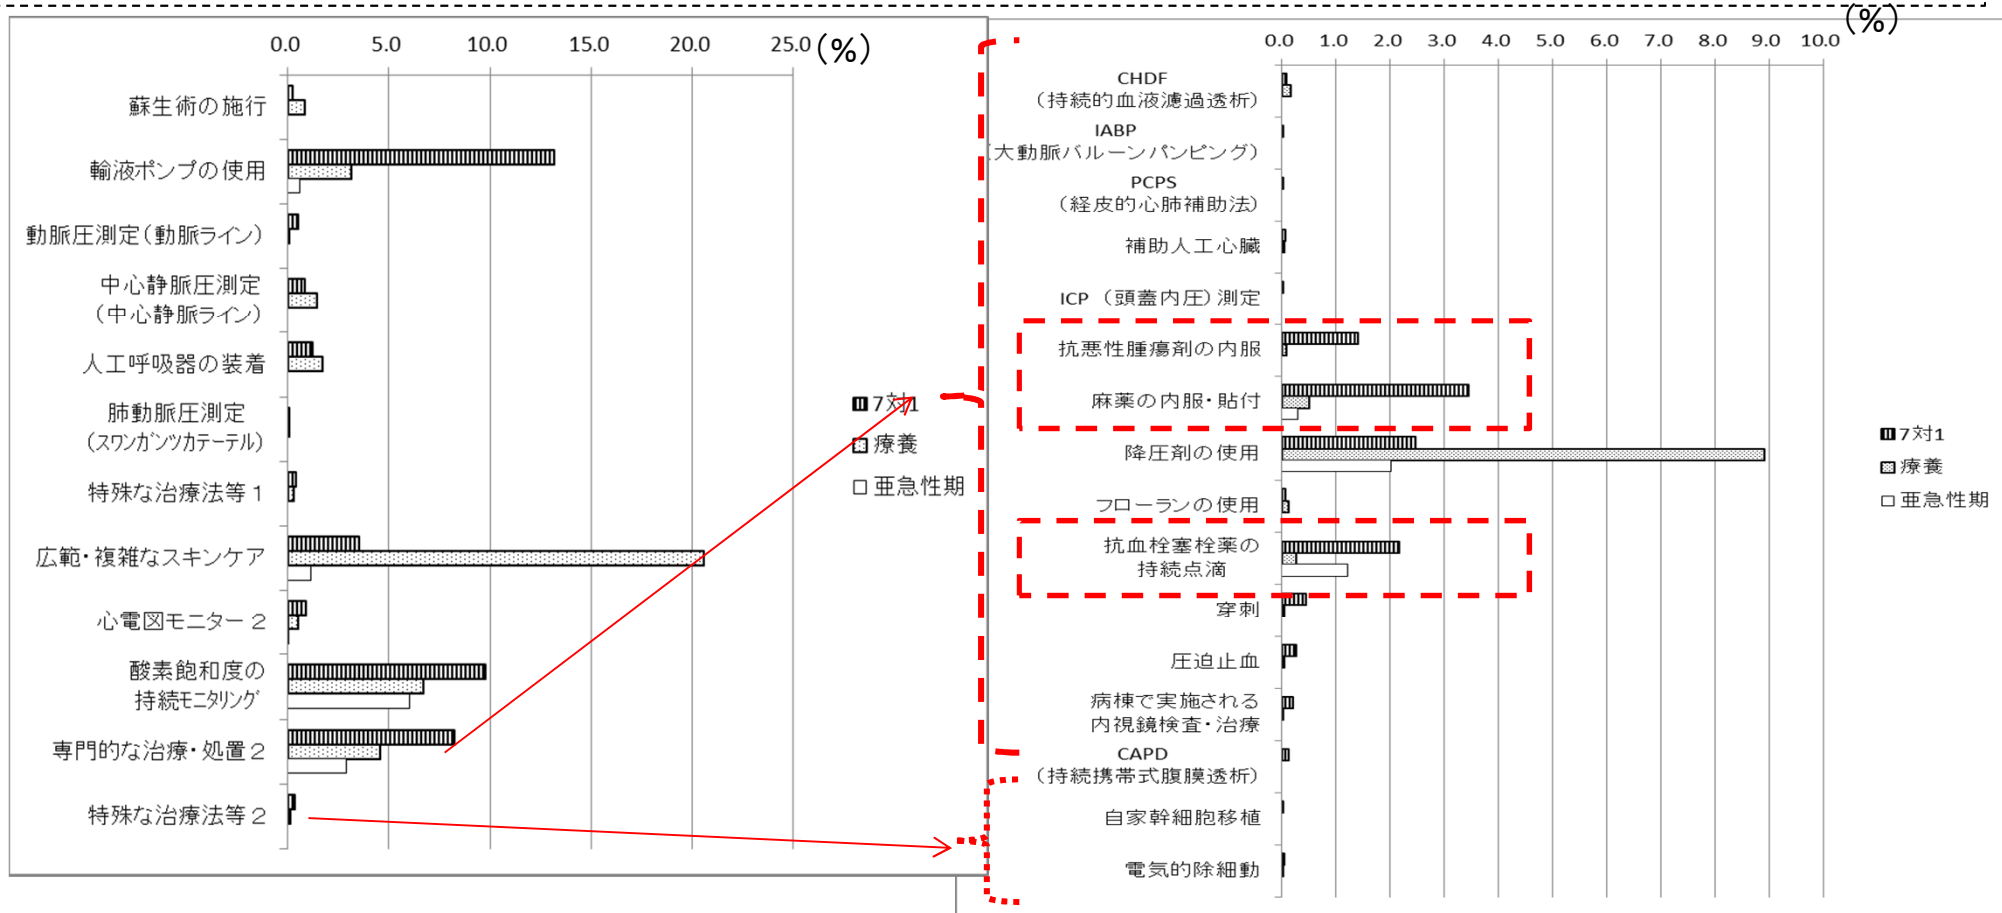 0.0 5.0 10.0 15.0 20.0 25.0 (%)
蘇生術の施行
輸液ポンプの使用
動脈圧測定(動脈ライン)
中心静脈圧測定
(中心静脈ライン)
人工呼吸器の装着
肺動脈圧測定
(スワンガンツカテーテル)
特殊な治療法等1
広範・複雑なスキンケア
心電図モニター2
酸素飽和度の
持続モニタリング
専門的な治療・処置2
特殊な治療法等2
7対1
療養
亜急性期
(%)
0.0 1.0 2.0 3.0 4.0 5.0 6.0 7.0 8.0 9.0 10.0
CHDF
(持続的血液濾過透析)
IABP
(大動脈バルーンパンピング)
PCPS
(経皮的心肺補助法)
補助人工心臓
ICP (頭蓋内圧)測定
抗悪性腫瘍剤の内服
麻薬の内服・貼付
降圧剤の使用
フローランの使用
抗血栓塞栓薬の
持続点滴
穿刺
圧迫止血
病棟で実施される
内視鏡検査・治療
CAPD
(持続携帯式腹膜透析)
自家幹細胞移植
電気的除細動
7対1
療養
亜急性期